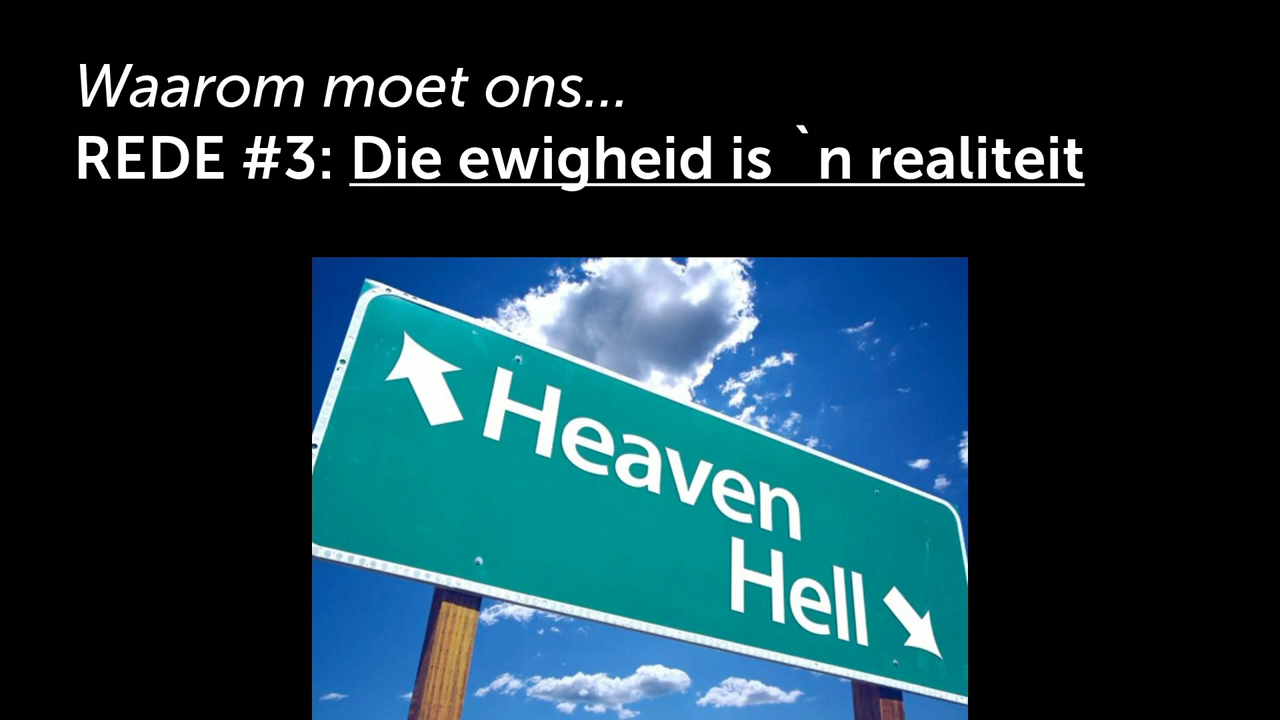 Waarom moet ons...
REDE #3: Die ewigheid is `n realiteit
Heaven
Hell